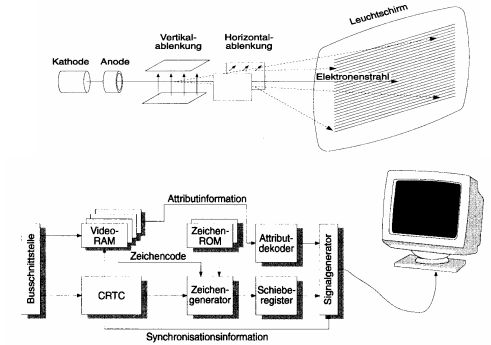 Leuchtschirm
Vertikal-
ablenkung
Horizontal-
ablenkung
Kathode
Anode
Elektronenstrahl
Attributinformation
Busschnittstelle
Video-
RAM
Zeichen-
ROM
Attribut-
dekoder
Signalgenerator
Zeichencode
CRTC
Zeichen-
generator
Schiebe-
register
Synchronisationsinformation